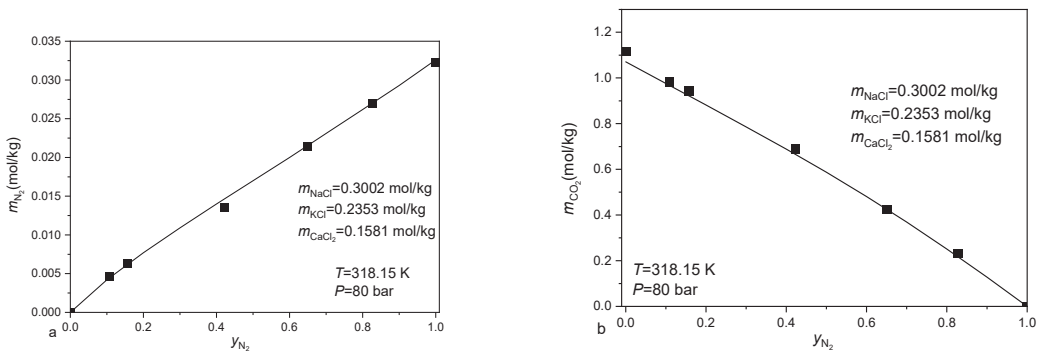 0.035
0.030
0.025
0.020
0.015
0.010
0.005
0.000
m_N₂(mol/kg)
m_NaCl=0.3002 mol/kg
m_KCl=0.2353 mol/kg
m_CaCl₂=0.1581 mol/kg
T=318.15 K
P=80 bar
0.0 0.2 0.4 0.6 0.8 1.0
a
y_N₂
1.2
1.0
0.8
0.6
0.4
0.2
0.0
m_CO₂(mol/kg)
m_NaCl=0.3002 mol/kg
m_KCl=0.2353 mol/kg
m_CaCl₂=0.1581 mol/kg
T=318.15 K
P=80 bar
0.0 0.2 0.4 0.6 0.8 1.0
b
y_N₂